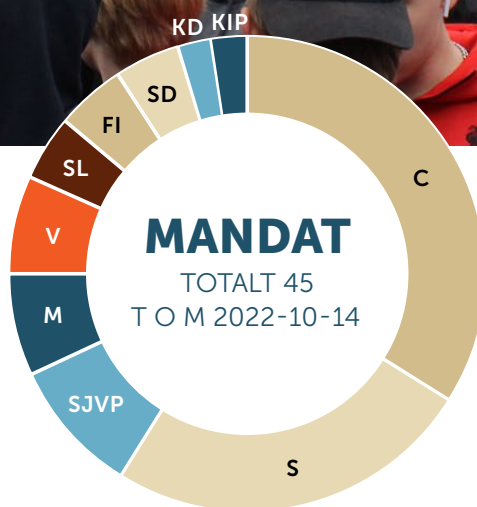 KD KIP
SD
FI
C
SL
V
MANDAT
TOTALT 45
T O M 2022-10-14
M
SJVP
S